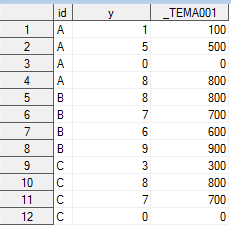 id y _TEMA001
1 A 1 100
2 A 5 500
3 A 0 0
4 A 8 800
5 B 8 800
6 B 7 700
7 B 6 600
8 B 9 900
9 C 3 300
10 C 8 800
11 C 7 700
12 C 0 0